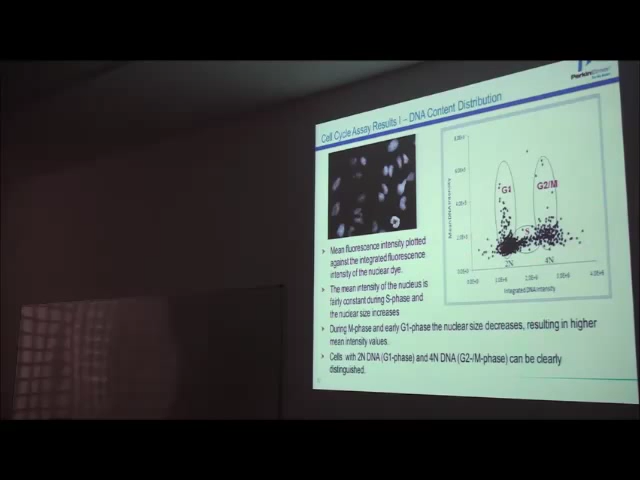 PerkinElmer
Cell Cycle Assay Results I – DNA Content Distribution
G1
G2/M
Mean DNA intensity
2N
4N
Integrated DNA intensity
Mean fluorescence intensity plotted
against the integrated fluorescence
intensity of the nuclear dye.
The mean intensity of the nucleus is
fairly constant during S-phase and
the nuclear size increases
During M-phase and early G1-phase the nuclear size decreases, resulting in higher
mean intensity values.
Cells with 2N DNA (G1-phase) and 4N DNA (G2-/M-phase) can be clearly
distinguished.